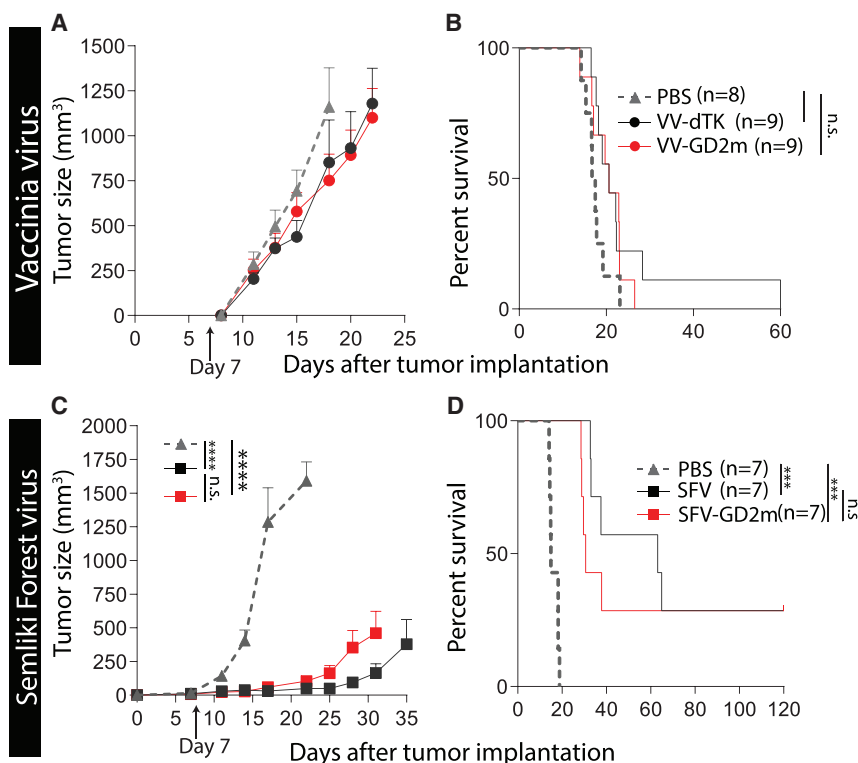 Vaccinia virus
A
1500
1250
1000
750
500
250
0
Tumor size (mm³)
0 5 10 15 20 25
Day 7
Days after tumor implantation
B
100
50
0
Percent survival
0 20 40 60
PBS (n=8)
VV-dTK (n=9)
VV-GD2m (n=9)
n.s.
Semliki Forest virus
C
2000
1750
1500
1250
1000
750
500
250
0
Tumor size (mm³)
0 5 10 15 20 25 30 35
Day 7
****
n.s.
****
Days after tumor implantation
D
100
50
0
Percent survival
0 20 40 60 80 100 120
PBS (n=7)
SFV (n=7)
SFV-GD2m(n=7)
***
***
n.s